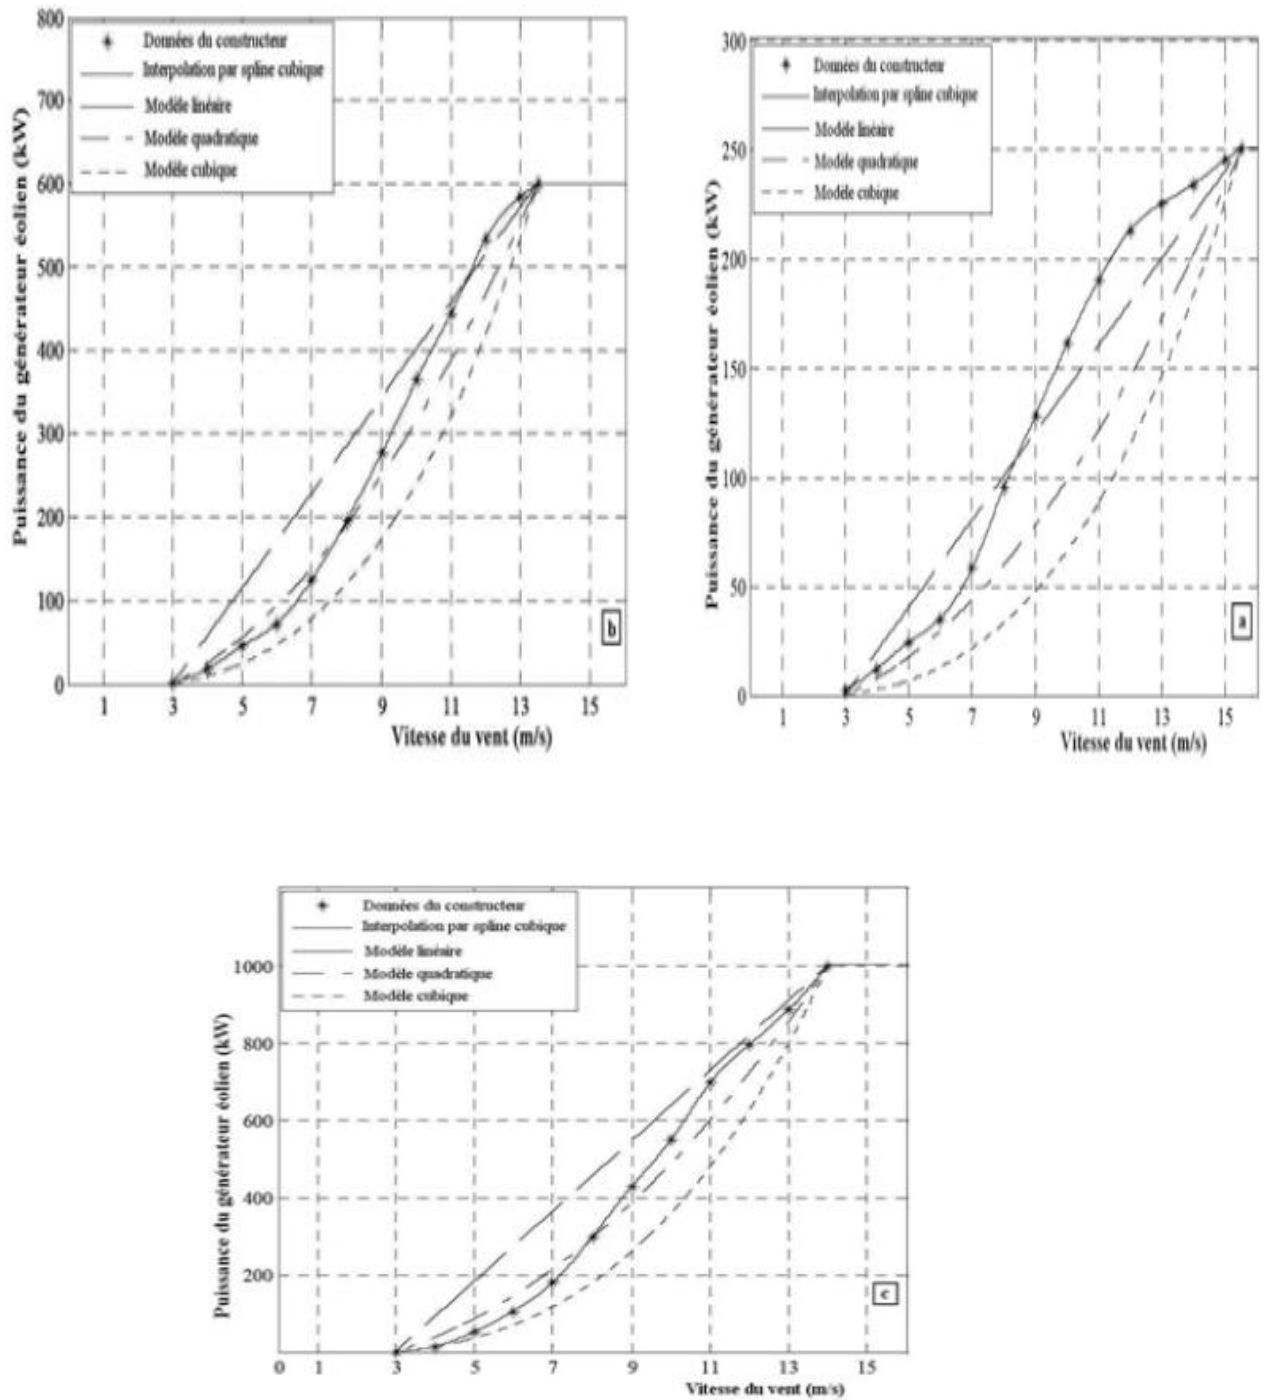 800
700
600
500
400
300
200
100
0
Puissance du générateur éolien (kW)
Données du constructeur
Interpolation par spline cubique
Modèle linéaire
Modèle quadratique
Modèle cubique
b
1 3 5 7 9 11 13 15
Vitesse du vent (m/s)
300
250
200
150
100
50
0
Puissance du générateur éolien (kW)
Données du constructeur
Interpolation par spline cubique
Modèle linéaire
Modèle quadratique
Modèle cubique
a
1 3 5 7 9 11 13 15
Vitesse du vent (m/s)
1000
800
600
400
200
Puissance du générateur éolien (kW)
Données du constructeur
Interpolation par spline cubique
Modèle linéaire
Modèle quadratique
Modèle cubique
c
0 1 3 5 7 9 11 13 15
Vitesse du vent (m/s)